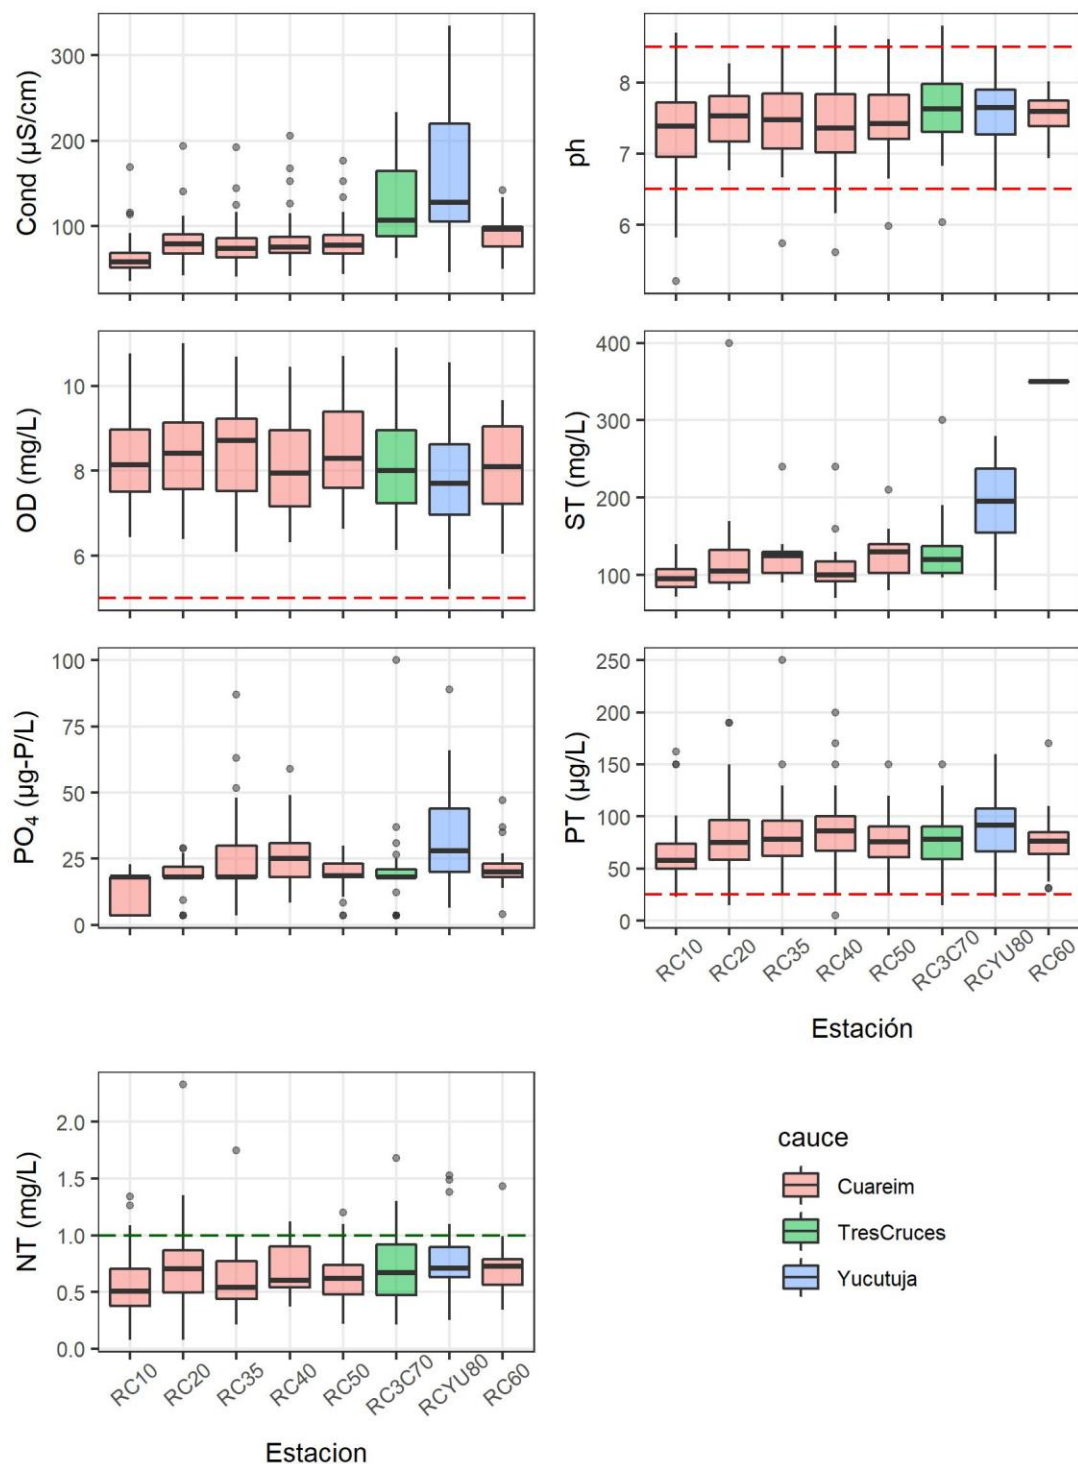 Cond (µS/cm)
300
200
100
ph
8
7
6
OD (mg/L)
10
8
6
ST (mg/L)
400
300
200
100
PO₄ (µg-P/L)
100
75
50
25
0
PT (µg/L)
250
200
150
100
50
0
RC10 RC20 RC35 RC40 RC50 RC3C70 RCYU80 RC60
Estación
NT (mg/L)
2.0
1.5
1.0
0.5
0.0
RC10 RC20 RC35 RC40 RC50 RC3C70 RCYU80 RC60
Estacion
cauce
Cuareim
TresCruces
Yucutuja